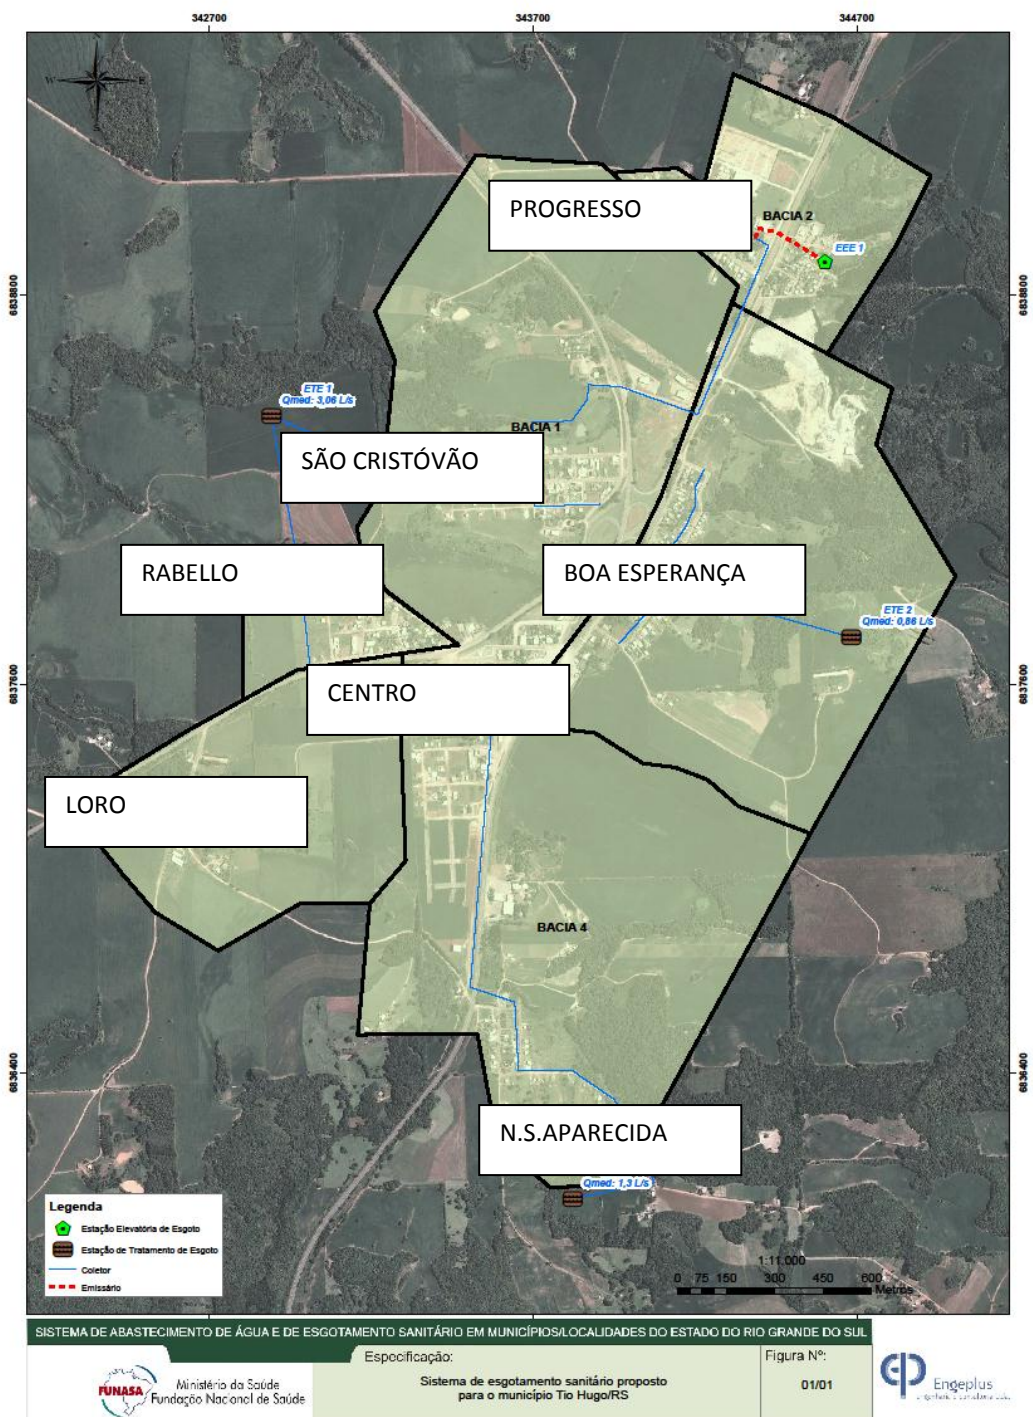 342700
343700
344700
W
E
PROGRESSO
BACIA 2
EEE 1
6838800
6838800
ETE 1
Qmed: 3,06 L/s
BACIA 1
SÃO CRISTÓVÃO
RABELLO
BOA ESPERANÇA
ETE 2
Qmed: 0,86 L/s
6837600
6837600
CENTRO
LORO
BACIA 4
6836400
6836400
N.S.APARECIDA
Qmed: 1,3 L/s
Legenda
Estação Elevatória de Esgoto
Estação de Tratamento de Esgoto
Coletor
Emissário
1:11.000
0 75 150 300 450 600
Metros
SISTEMA DE ABASTECIMENTO DE ÁGUA E DE ESGOTAMENTO SANITÁRIO EM MUNICÍPIOS/LOCALIDADES DO ESTADO DO RIO GRANDE DO SUL
FUNASA
Ministério da Saúde
Fundação Nacional de Saúde
Especificação:
Sistema de esgotamento sanitário proposto
para o município Tio Hugo/RS
Figura Nº:
01/01
Engeplus